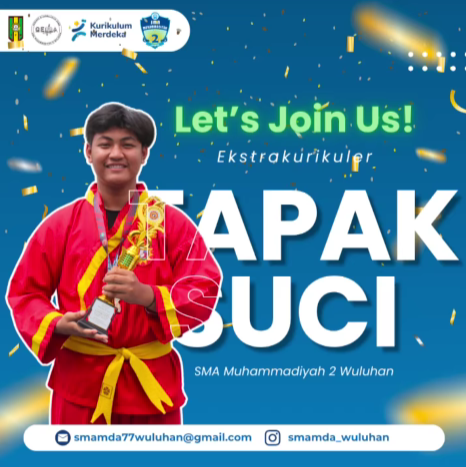 Kurikulum
Merdeka
Let's Join Us!
Ekstrakurikuler
TAPAK
SUCI
SMA Muhammadiyah 2 Wuluhan
smamda77wuluhan@gmail.com
smamda_wuluhan